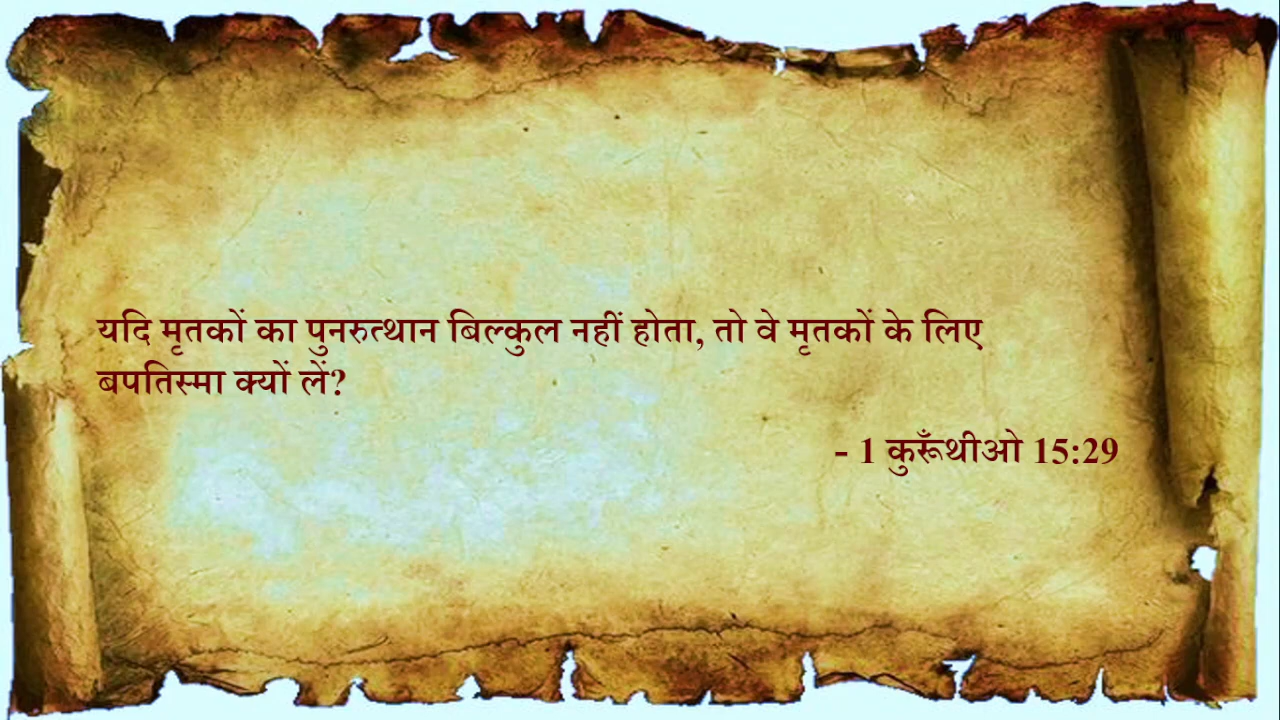 यदि मृतकों का पुनरुत्थान बिल्कुल नहीं होता, तो वे मृतकों के लिए
बपतिस्मा क्यों लें?
- 1 कुरूँथीओ 15:29